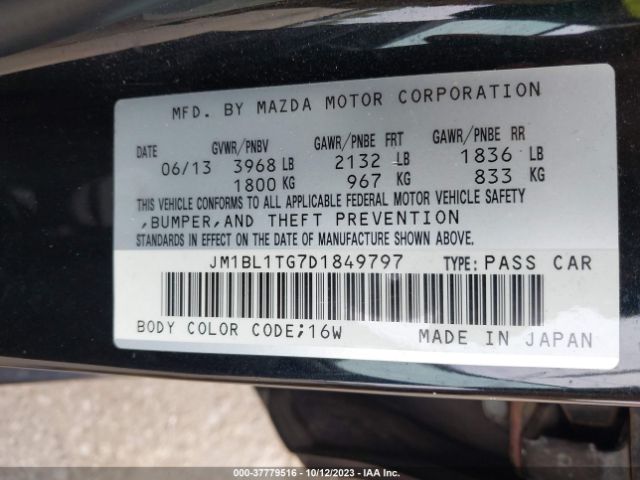 MFD. BY MAZDA MOTOR CORPORATION
DATE GVWR/PNBV GAWR/PNBE FRT GAWR/PNBE RR
06/13 3968 LB 2132 LB 1836 LB
1800 KG 967 KG 833 KG
THIS VEHICLE CONFORMS TO ALL APPLICABLE FEDERAL MOTOR VEHICLE SAFETY
,BUMPER,AND THEFT PREVENTION
STANDARDS IN EFFECT ON THE DATE OF MANUFACTURE SHOWN ABOVE.
JM1BL1TG7D1849797 TYPE: PASS CAR
BODY COLOR CODE;16W MADE IN JAPAN
000-37779516 - 10/12/2023 - IAA Inc.